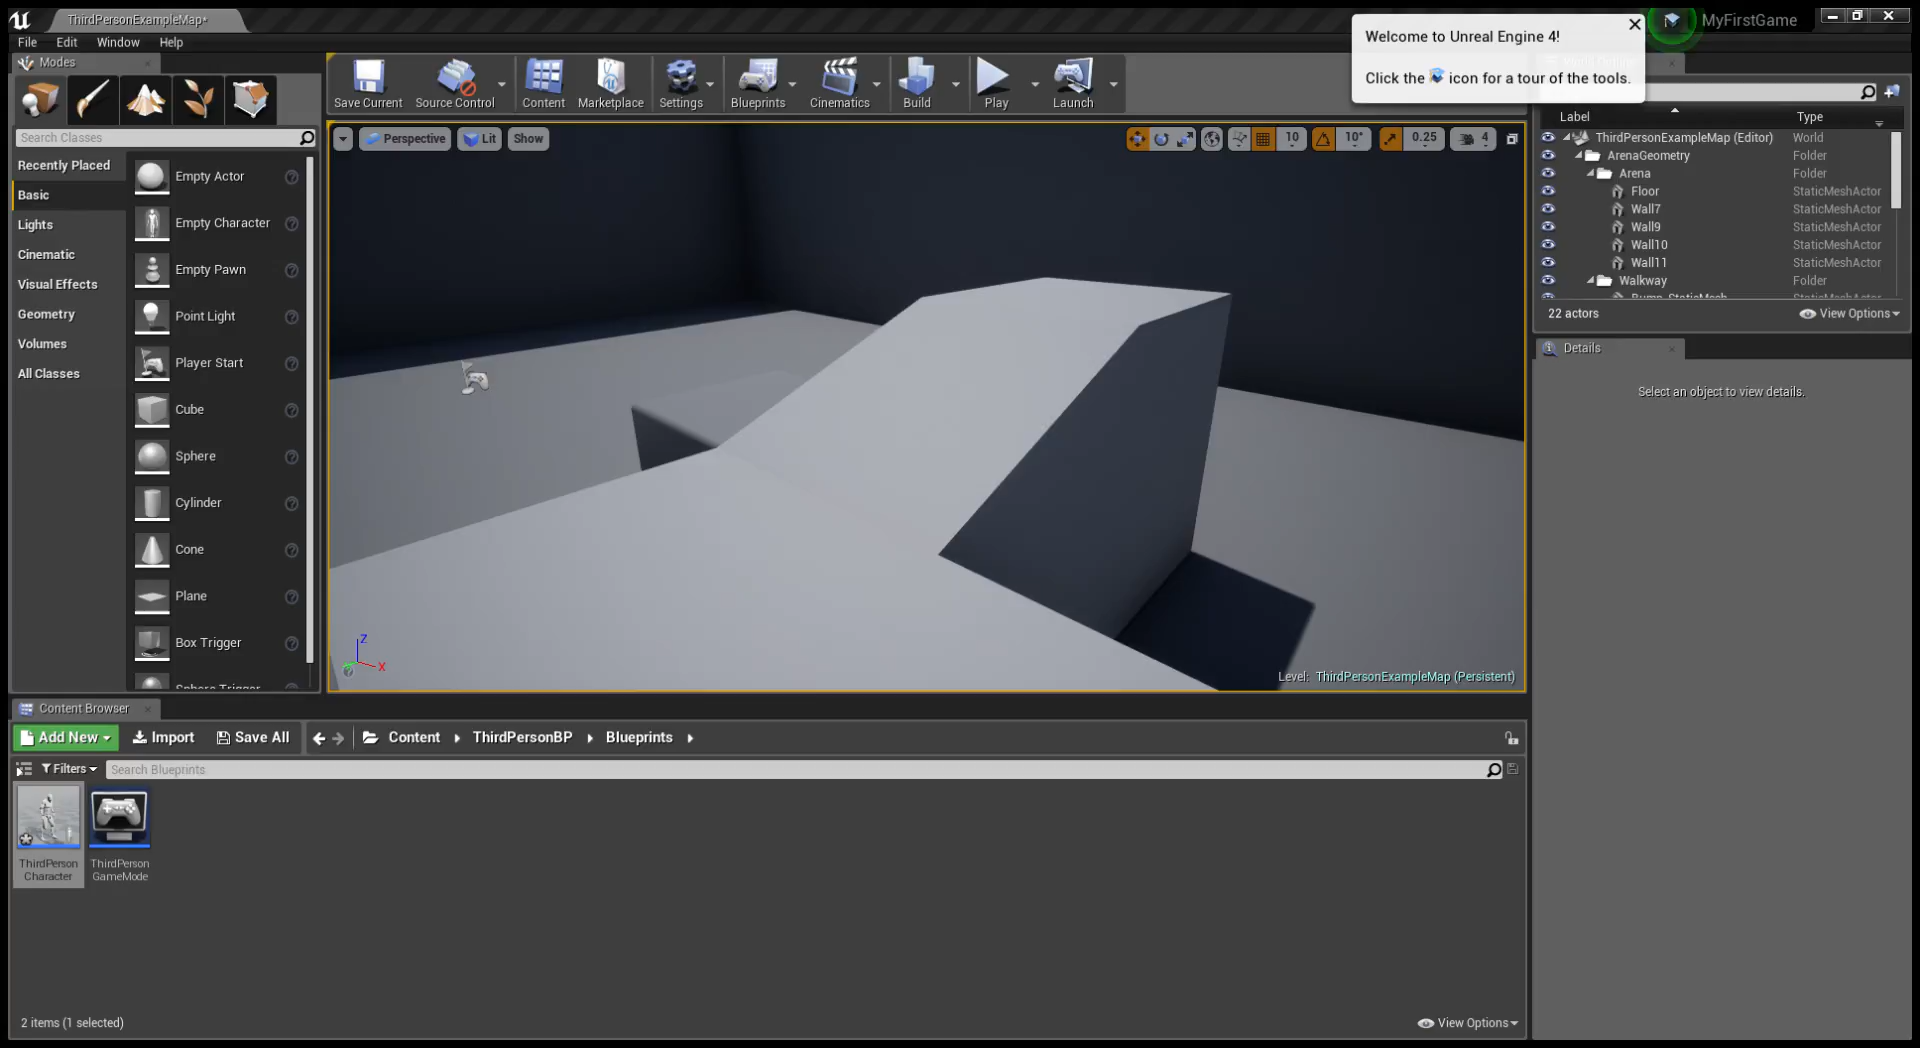 ThirdPersonExampleMap*
MyFirstGame
File Edit Window Help
Welcome to Unreal Engine 4!
Click the icon for a tour of the tools.
Modes
Save Current
Source Control
Content
Marketplace
Settings
Blueprints
Cinematics
Build
Play
Launch
Search Classes
Recently Placed
Basic
Lights
Cinematic
Visual Effects
Geometry
Volumes
All Classes
Empty Actor
Empty Character
Empty Pawn
Point Light
Player Start
Cube
Sphere
Cylinder
Cone
Plane
Box Trigger
Sphere Trigger
Perspective
Lit
Show
10
10°
0.25
4
Z
X
Level: ThirdPersonExampleMap (Persistent)
Label Type
ThirdPersonExampleMap (Editor) World
ArenaGeometry Folder
Arena Folder
Floor StaticMeshActor
Wall7 StaticMeshActor
Wall9 StaticMeshActor
Wall10 StaticMeshActor
Wall11 StaticMeshActor
Walkway Folder
Bump_StaticMesh
22 actors
View Options
Details
Select an object to view details.
Content Browser
Add New
Import
Save All
Content
ThirdPersonBP
Blueprints
Filters
Search Blueprints
ThirdPerson
Character
ThirdPerson
GameMode
2 items (1 selected)
View Options